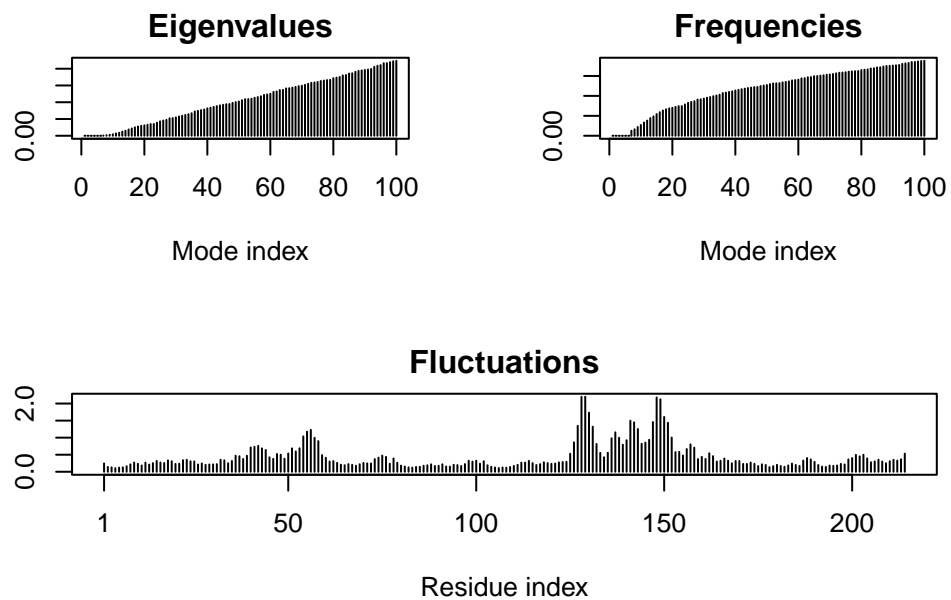 Eigenvalues
0.00
0 20 40 60 80 100
Mode index
Frequencies
0.00
0 20 40 60 80 100
Mode index
Fluctuations
2.0
0.0
1 50 100 150 200
Residue index